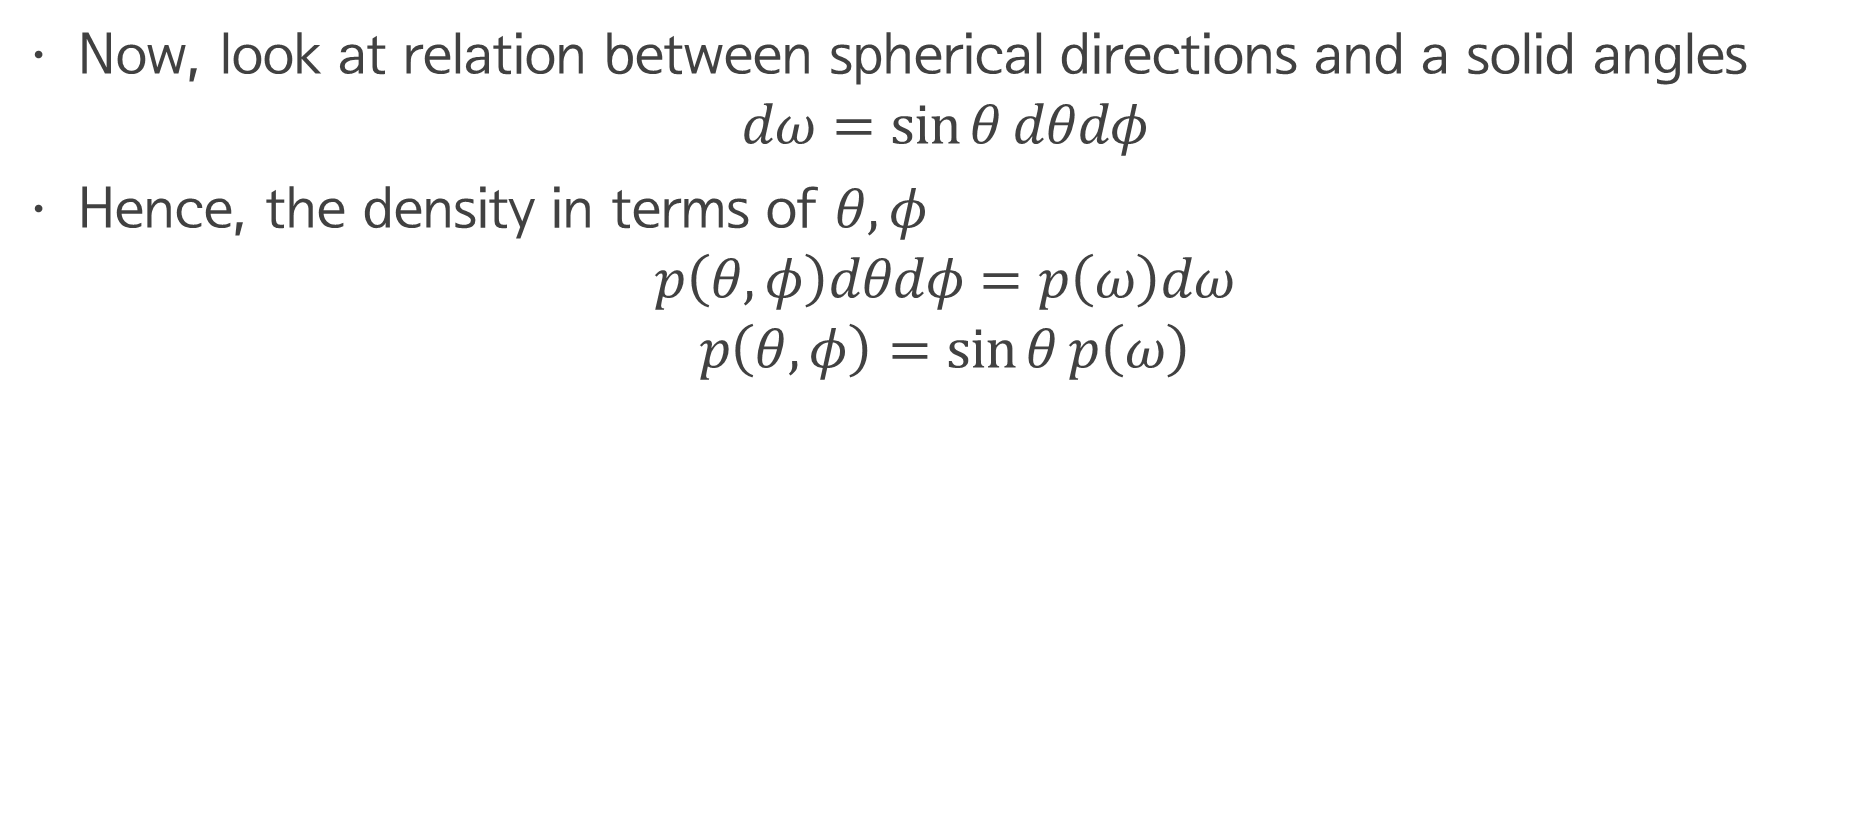 · Now, look at relation between spherical directions and a solid angles
𝑑𝜔 = sin 𝜃 𝑑𝜃𝑑𝜙
· Hence, the density in terms of 𝜃, 𝜙
𝑝(𝜃, 𝜙)𝑑𝜃𝑑𝜙 = 𝑝(𝜔)𝑑𝜔
𝑝(𝜃, 𝜙) = sin 𝜃 𝑝(𝜔)